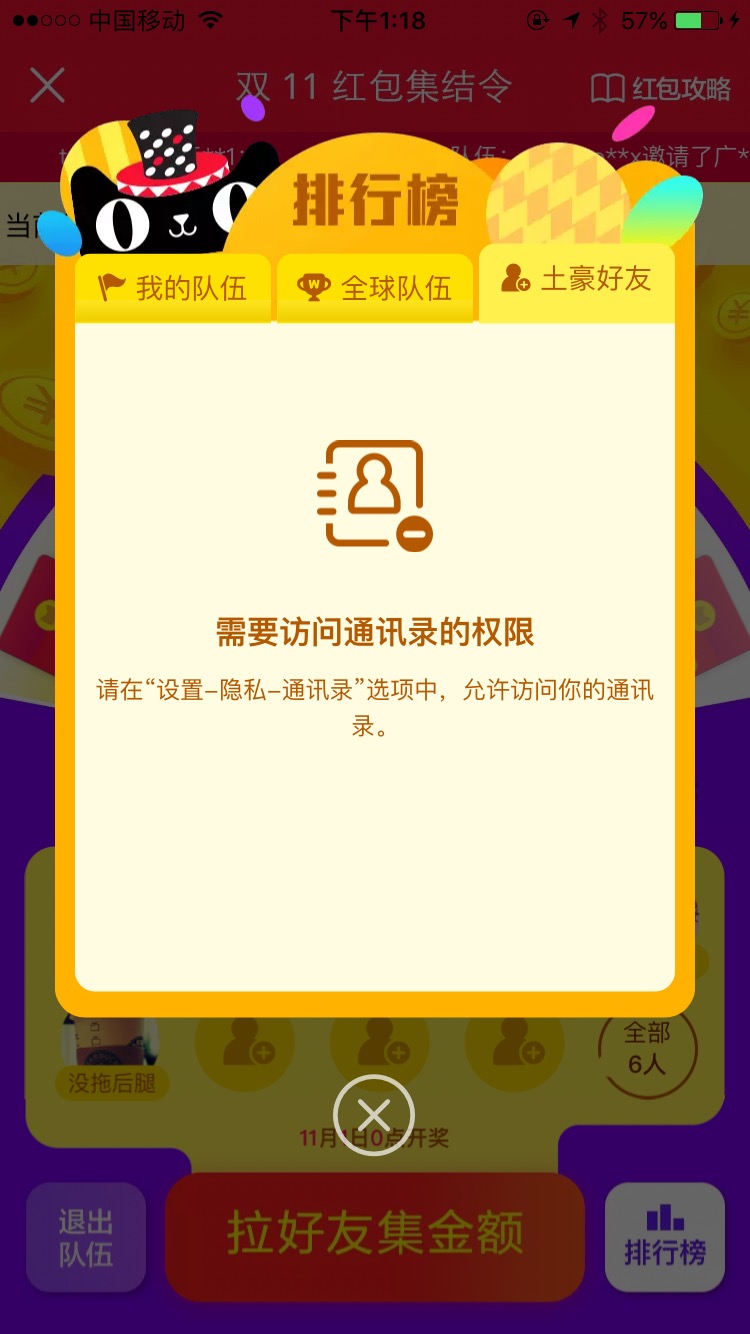 中国移动
下午1:18
57%
双 11 红包集结令
红包攻略
队伍:
**x邀请了广*
排行榜
我的队伍
全球队伍
土豪好友
需要访问通讯录的权限
请在“设置–隐私–通讯录”选项中，允许访问你的通讯
录。
没拖后腿
全部
6人
11月1日0点开奖
退出
队伍
拉好友集金额
排行榜